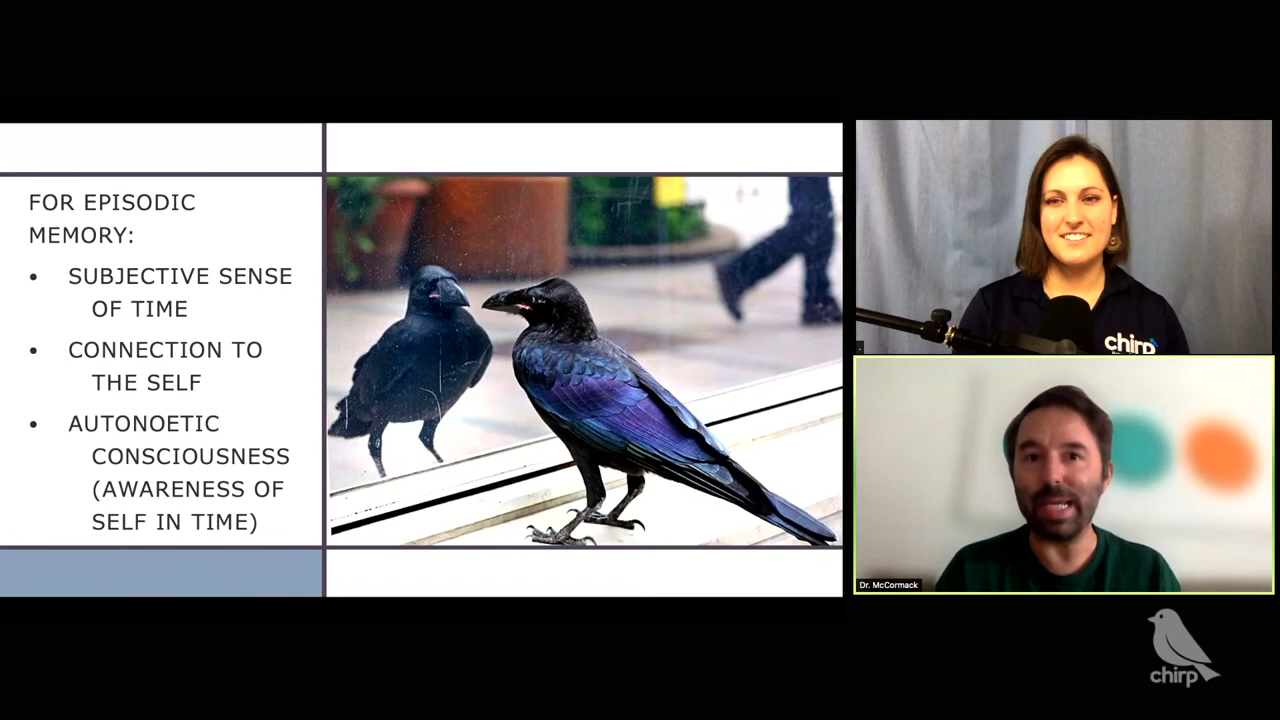 FOR EPISODIC
MEMORY:
• SUBJECTIVE SENSE
OF TIME
• CONNECTION TO
THE SELF
• AUTONOETIC
CONSCIOUSNESS
(AWARENESS OF
SELF IN TIME)
chirp
Dr. McCormack
chirp